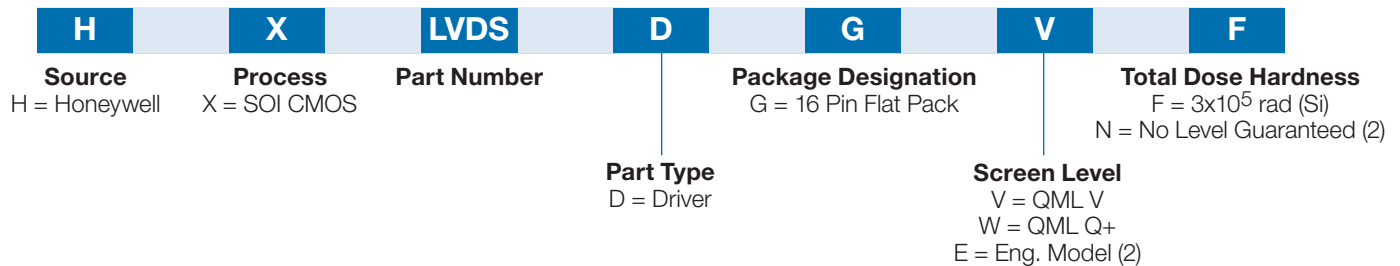 H X LVDS D G V F
Source Process Part Number Package Designation Total Dose Hardness
H = Honeywell X = SOI CMOS G = 16 Pin Flat Pack F = 3x10⁵ rad (Si)
N = No Level Guaranteed (2)
Part Type Screen Level
D = Driver V = QML V
W = QML Q+
E = Eng. Model (2)